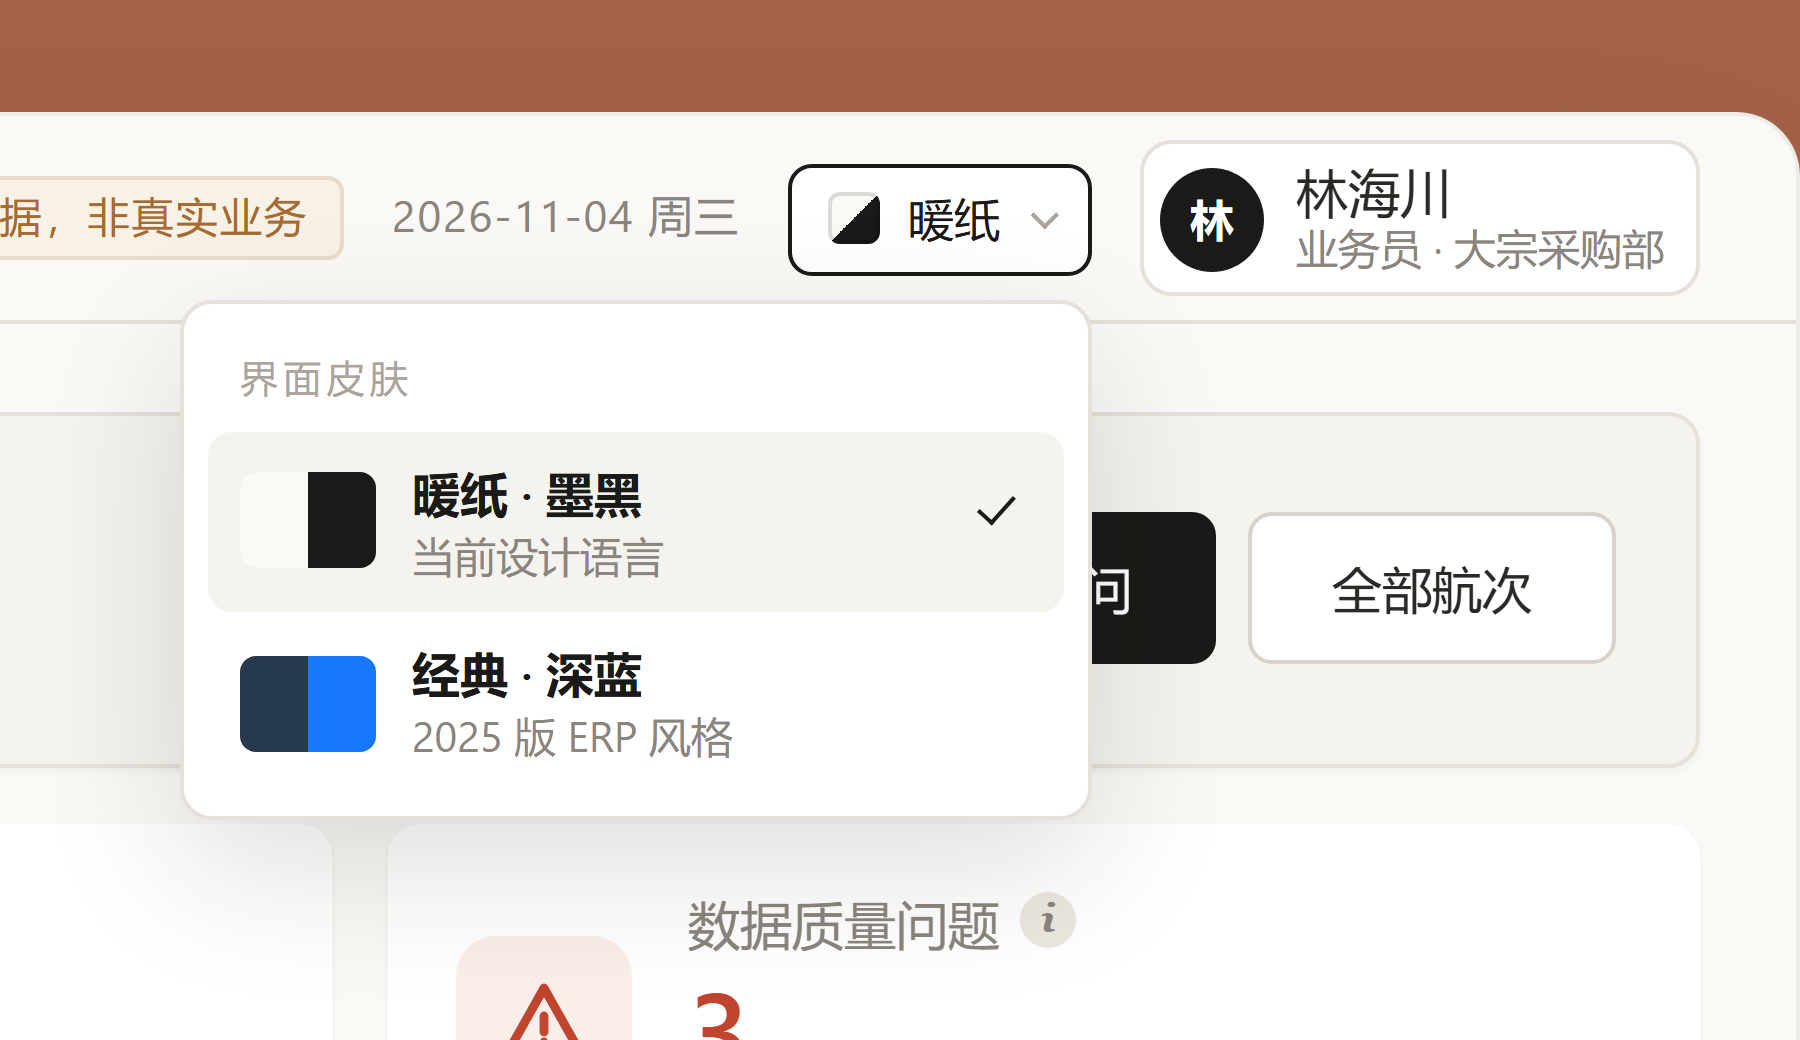 据，非真实业务
2026-11-04 周三
暖纸
林
林海川
业务员 · 大宗采购部
界面皮肤
暖纸 · 墨黑
当前设计语言
经典 · 深蓝
2025 版 ERP 风格
问
全部航次
数据质量问题
i
3